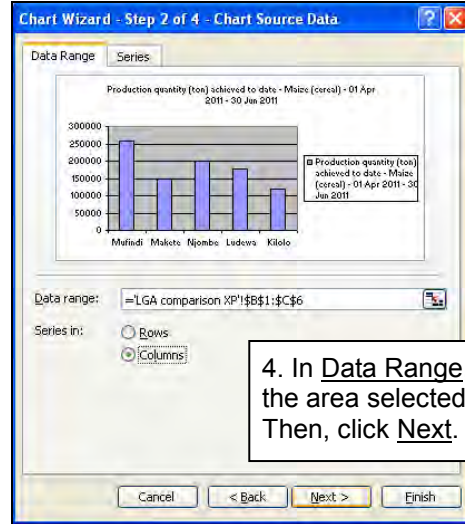 Chart Wizard - Step 2 of 4 - Chart Source Data
Data Range Series
Production quantity (ton) achieved to date - Maize (cereal) - 01 Apr
2011 - 30 Jun 2011
300000
250000
200000
150000
100000
50000
0
Mufindi Makete Njombe Ludewa Kilolo
Production quantity (ton)
achieved to date - Maize
(cereal) - 01 Apr 2011 - 30
Jun 2011
Data range: ='LGA comparison XP'!$B$1:$C$6
Series in: Rows
Columns
4. In Data Range
the area selected
Then, click Next.
Cancel < Back Next > Finish